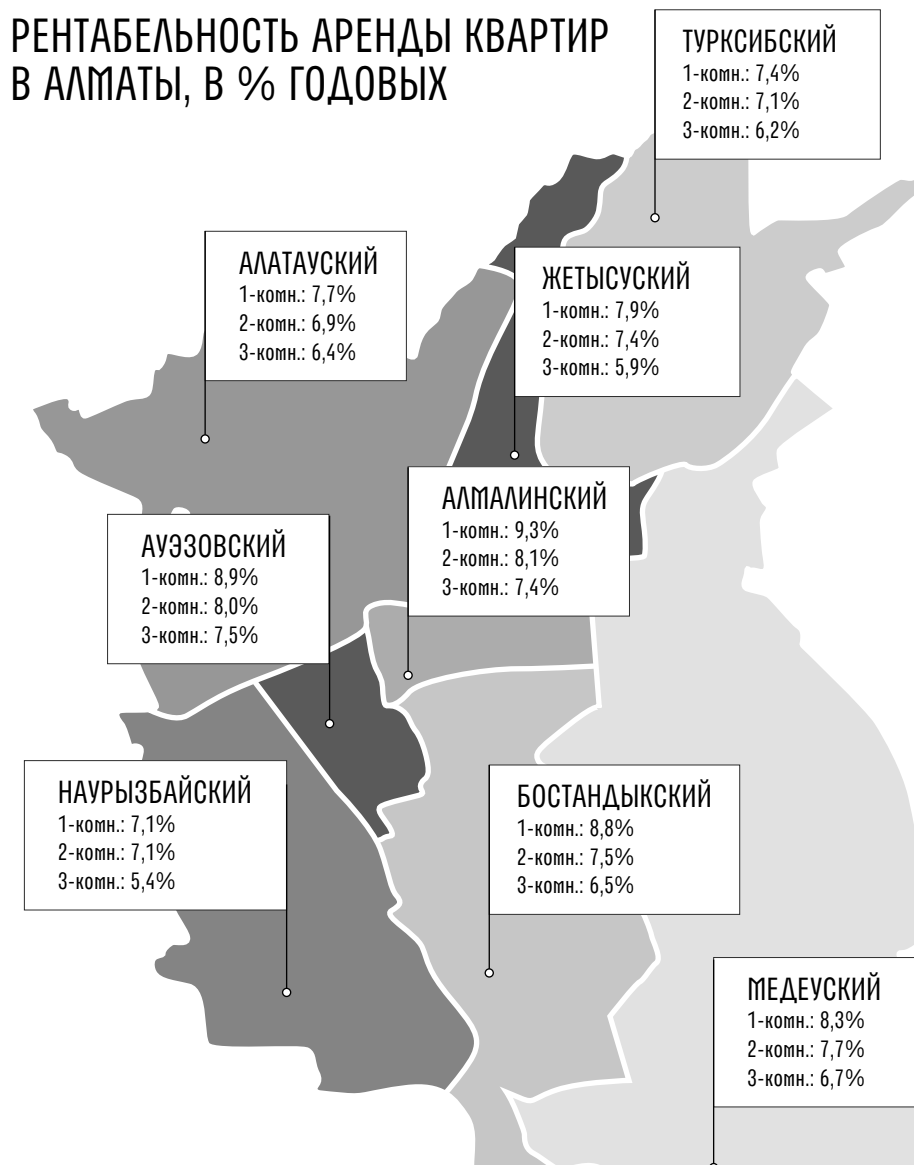 РЕНТАБЕЛЬНОСТЬ АРЕНДЫ КВАРТИР
В АЛМАТЫ, В % ГОДОВЫХ
ТУРКСИБСКИЙ
1-комн.: 7,4%
2-комн.: 7,1%
3-комн.: 6,2%
АЛАТАУСКИЙ
1-комн.: 7,7%
2-комн.: 6,9%
3-комн.: 6,4%
ЖЕТЫСУСКИЙ
1-комн.: 7,9%
2-комн.: 7,4%
3-комн.: 5,9%
АЛМАЛИНСКИЙ
1-комн.: 9,3%
2-комн.: 8,1%
3-комн.: 7,4%
АУЭЗОВСКИЙ
1-комн.: 8,9%
2-комн.: 8,0%
3-комн.: 7,5%
НАУРЫЗБАЙСКИЙ
1-комн.: 7,1%
2-комн.: 7,1%
3-комн.: 5,4%
БОСТАНДЫКСКИЙ
1-комн.: 8,8%
2-комн.: 7,5%
3-комн.: 6,5%
МЕДЕУСКИЙ
1-комн.: 8,3%
2-комн.: 7,7%
3-комн.: 6,7%